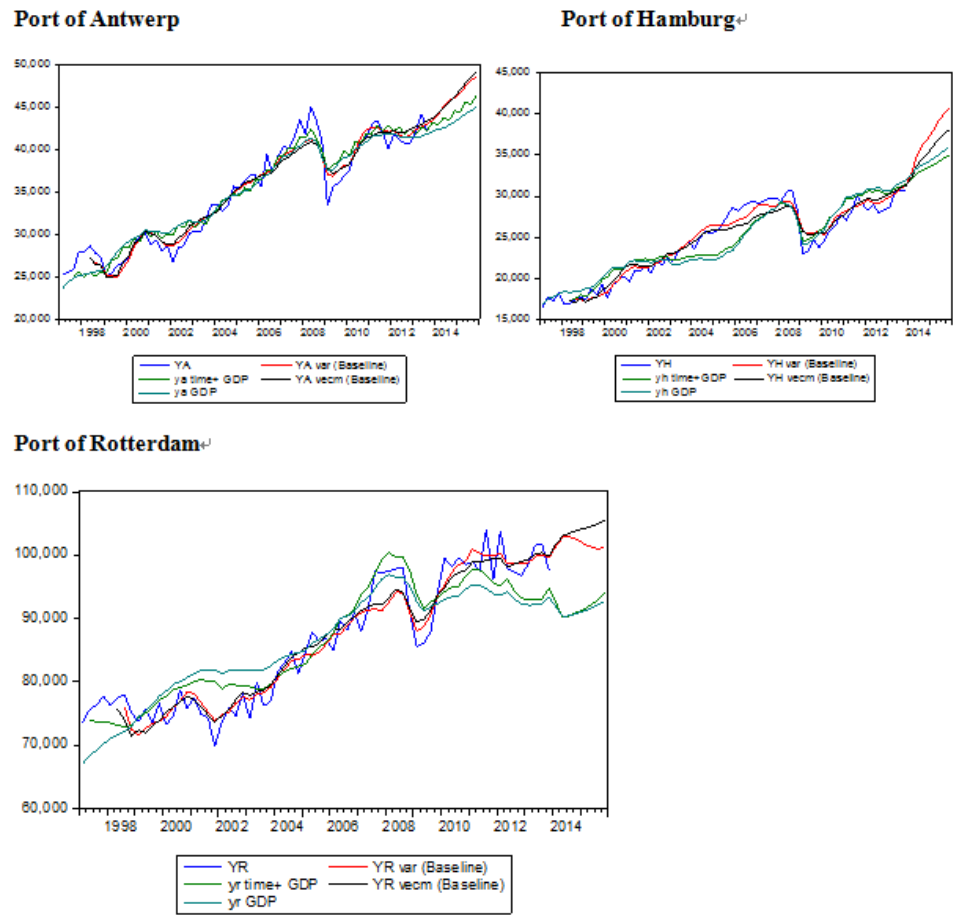 Port of Antwerp
Port of Hamburg↵
50,000
45,000
40,000
35,000
30,000
25,000
20,000
1998 2000 2002 2004 2006 2008 2010 2012 2014
YA YA var (Baseline)
ya time+ GDP YA vecm (Baseline)
ya GDP
45,000
40,000
35,000
30,000
25,000
20,000
15,000
1998 2000 2002 2004 2006 2008 2010 2012 2014
YH YH var (Baseline)
yh time+GDP YH vecm (Baseline)
yh GDP
Port of Rotterdam↵
110,000
100,000
90,000
80,000
70,000
60,000
1998 2000 2002 2004 2006 2008 2010 2012 2014
YR YR var (Baseline)
yr time+ GDP YR vecm (Baseline)
yr GDP